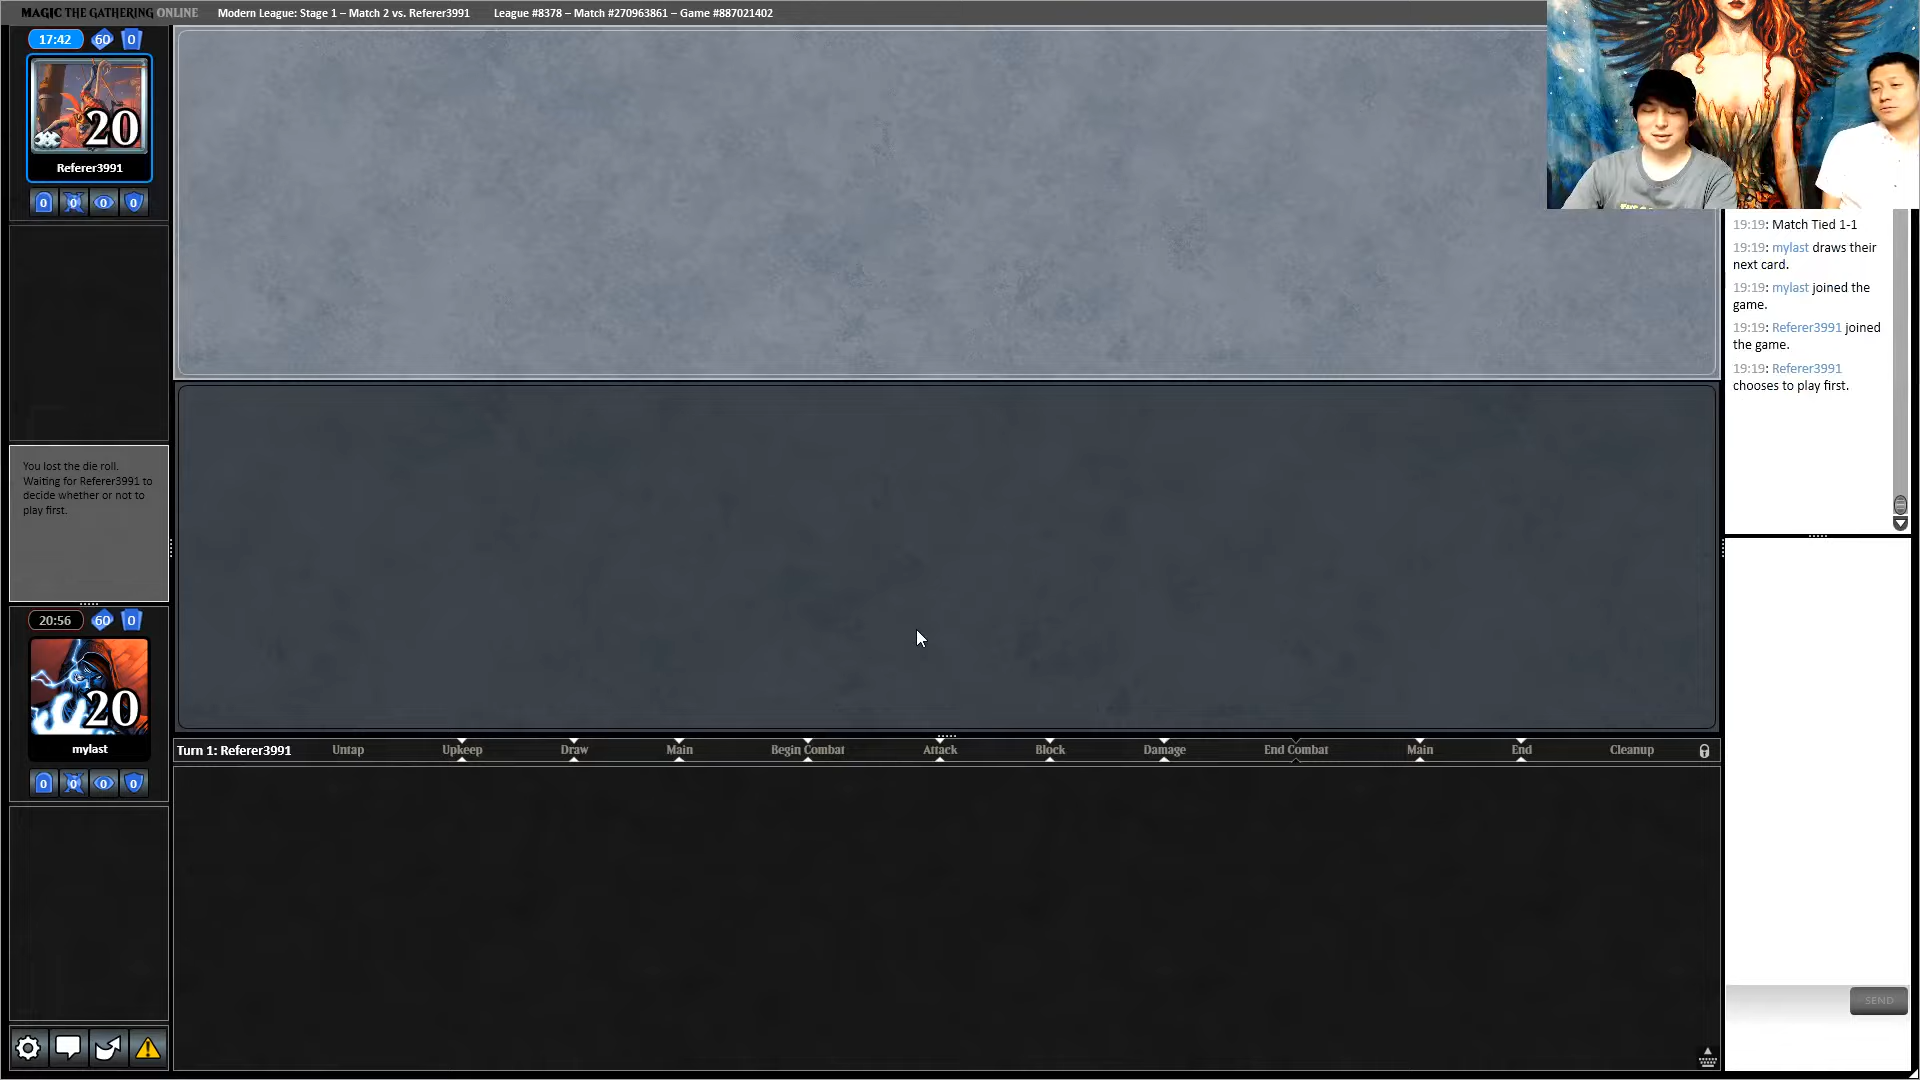 MAGIC THE GATHERING ONLINE
Modern League: Stage 1 – Match 2 vs. Referer3991
League #8378 – Match #270963861 – Game #887021402
17:42
60
0
20
Referer3991
0
0
0
0
You lost the die roll.
Waiting for Referer3991 to
decide whether or not to
play first.
20:56
60
0
20
mylast
0
0
0
0
Turn 1: Referer3991
Untap
Upkeep
Draw
Main
Begin Combat
Attack
Block
Damage
End Combat
Main
End
Cleanup
19:19: Match Tied 1-1
19:19: mylast draws their
next card.
19:19: mylast joined the
game.
19:19: Referer3991 joined
the game.
19:19: Referer3991
chooses to play first.
SEND